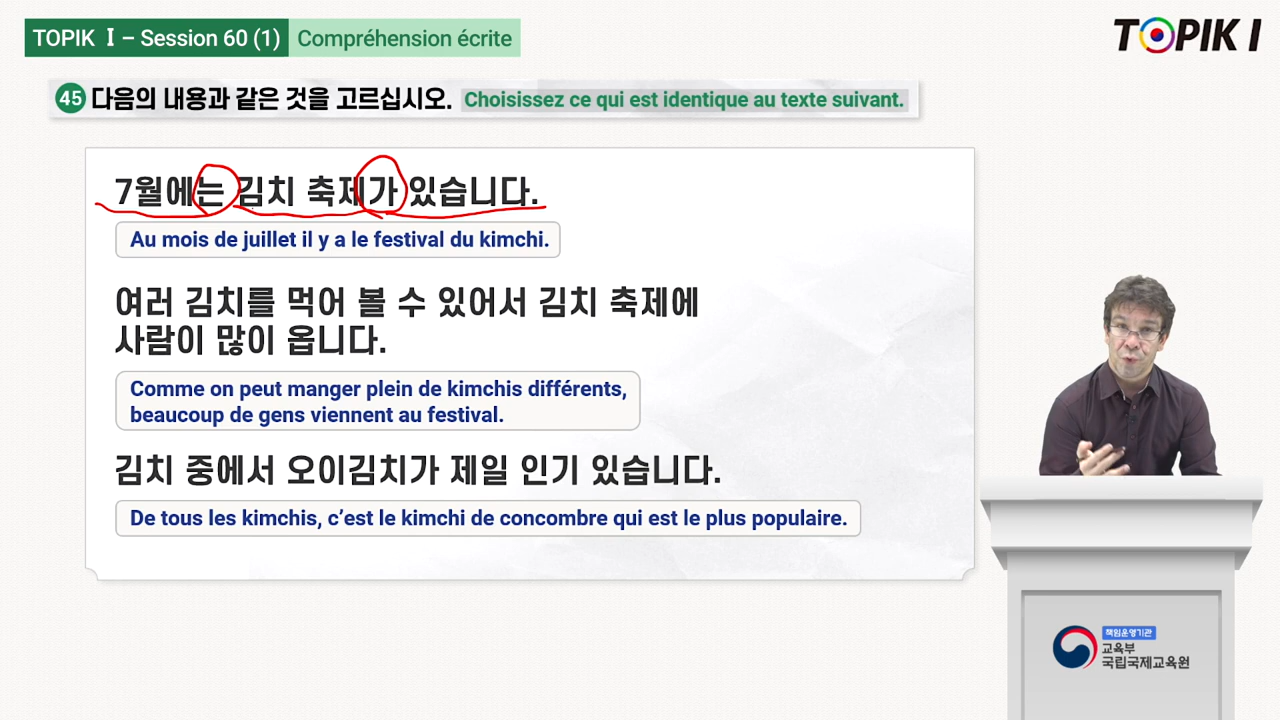 TOPIK I – Session 60 (1) Compréhension écrite
TOPIK I
45 다음의 내용과 같은 것을 고르십시오. Choisissez ce qui est identique au texte suivant.
7월에는 김치 축제가 있습니다.
Au mois de juillet il y a le festival du kimchi.
여러 김치를 먹어 볼 수 있어서 김치 축제에
사람이 많이 옵니다.
Comme on peut manger plein de kimchis différents,
beaucoup de gens viennent au festival.
김치 중에서 오이김치가 제일 인기 있습니다.
De tous les kimchis, c’est le kimchi de concombre qui est le plus populaire.
책임운영기관
교육부
국립국제교육원